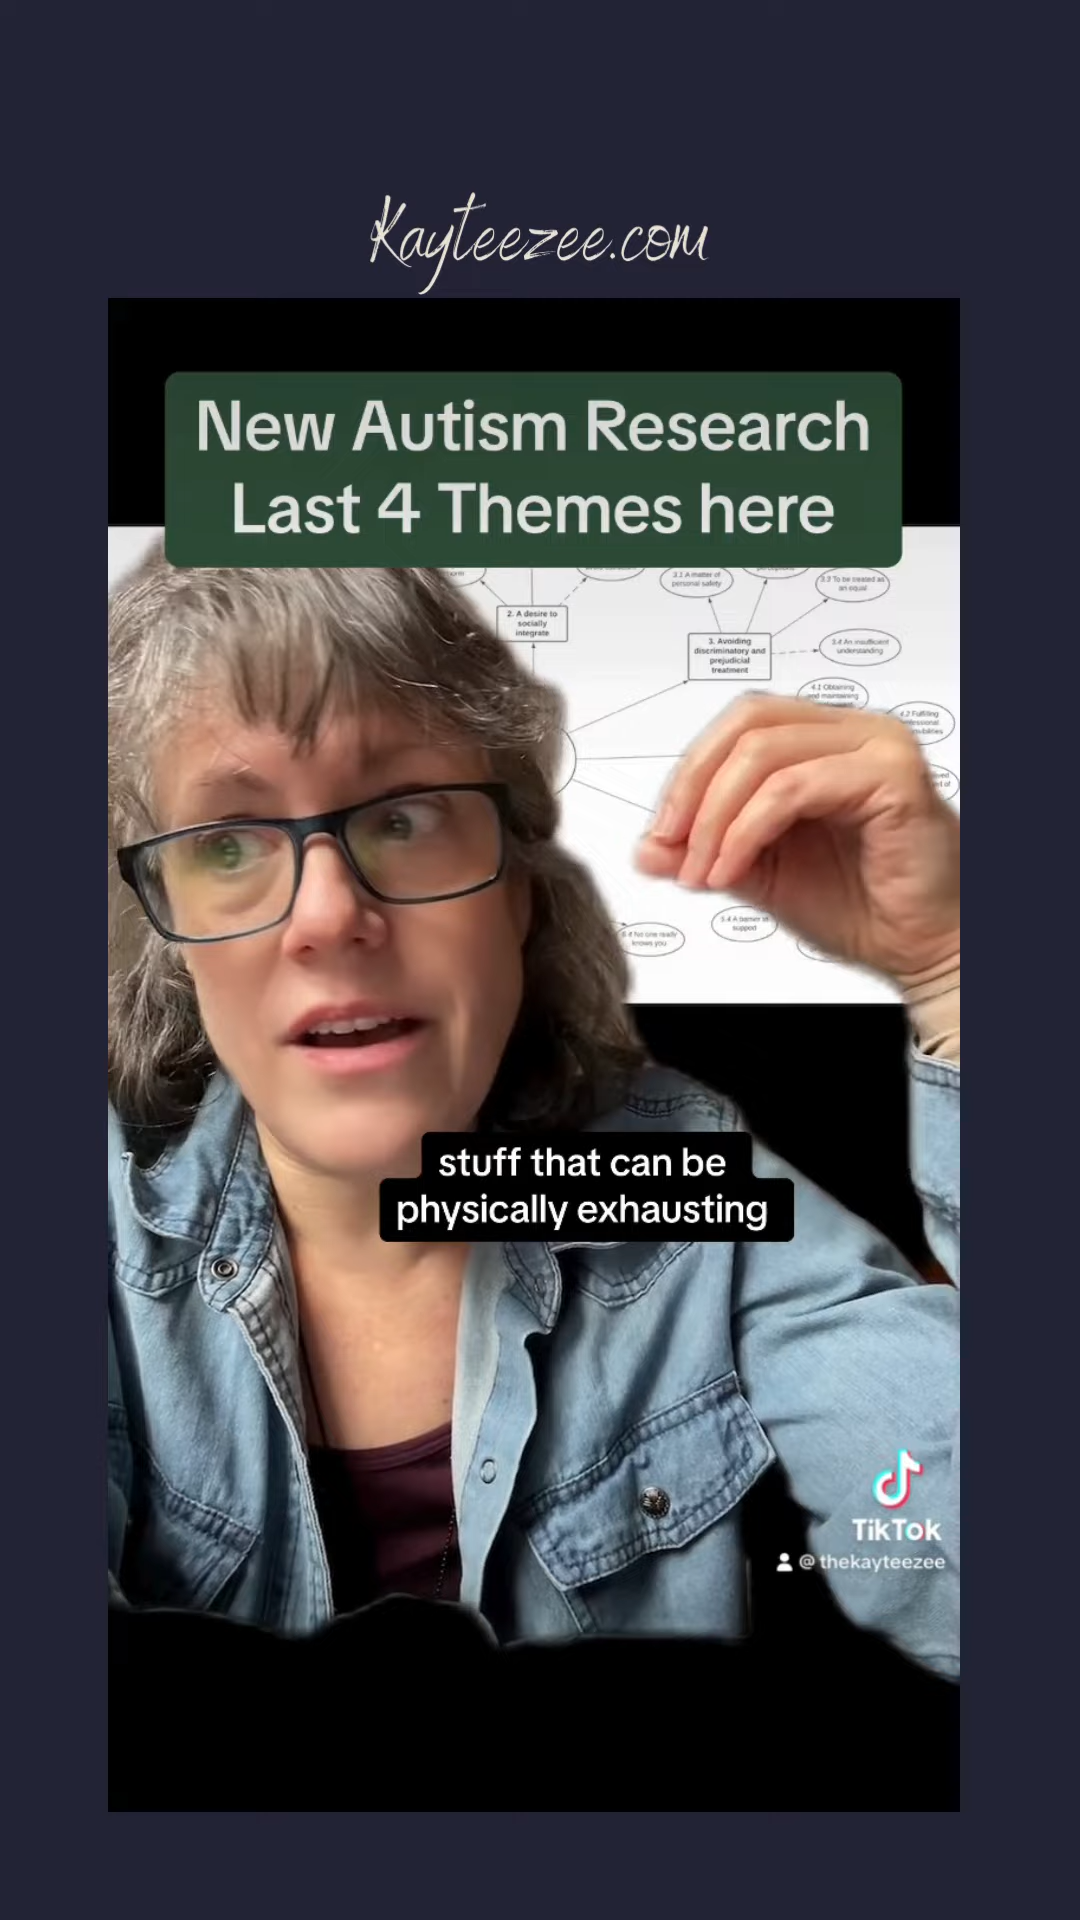 Kayteezee.com
New Autism Research
Last 4 Themes here
3.1 A matter of
personal safety
3.3 To be treated as
an equal
2. A desire to
socially
integrate
3. Avoiding
discriminatory and
prejudicial
treatment
3.4 An insufficient
understanding
4.1 Obtaining
and maintaining
4.2 Fulfilling
5.4 A barrier to
support
No one really
knows you
stuff that can be
physically exhausting
TikTok
@thekayteezee